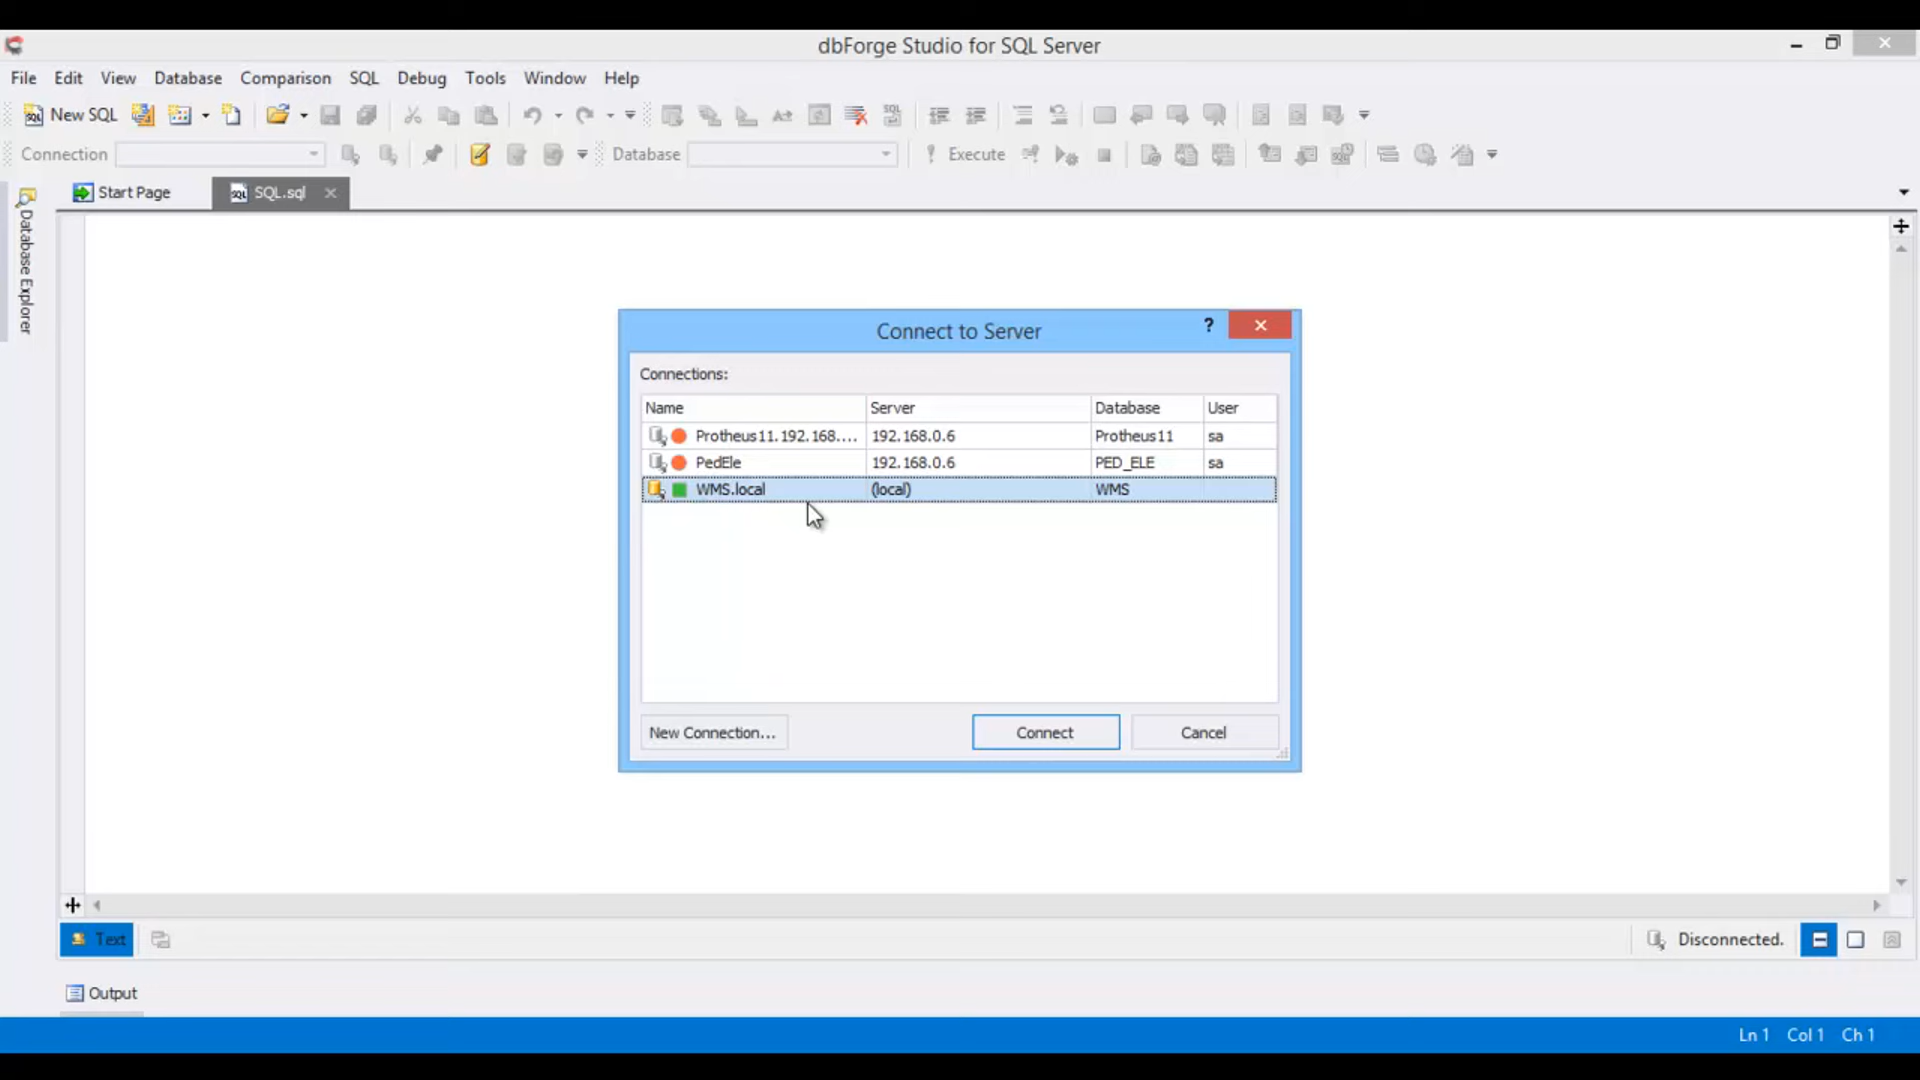 dbForge Studio for SQL Server
File Edit View Database Comparison SQL Debug Tools Window Help
New SQL
Connection Database Execute
Start Page SQL.sql
Database Explorer
Connect to Server ?
Connections:
Name Server Database User
Protheus11.192.168.... 192.168.0.6 Protheus11 sa
PedEle 192.168.0.6 PED_ELE sa
WMS.local (local) WMS
New Connection... Connect Cancel
Text Disconnected.
Output
Ln 1 Col 1 Ch 1